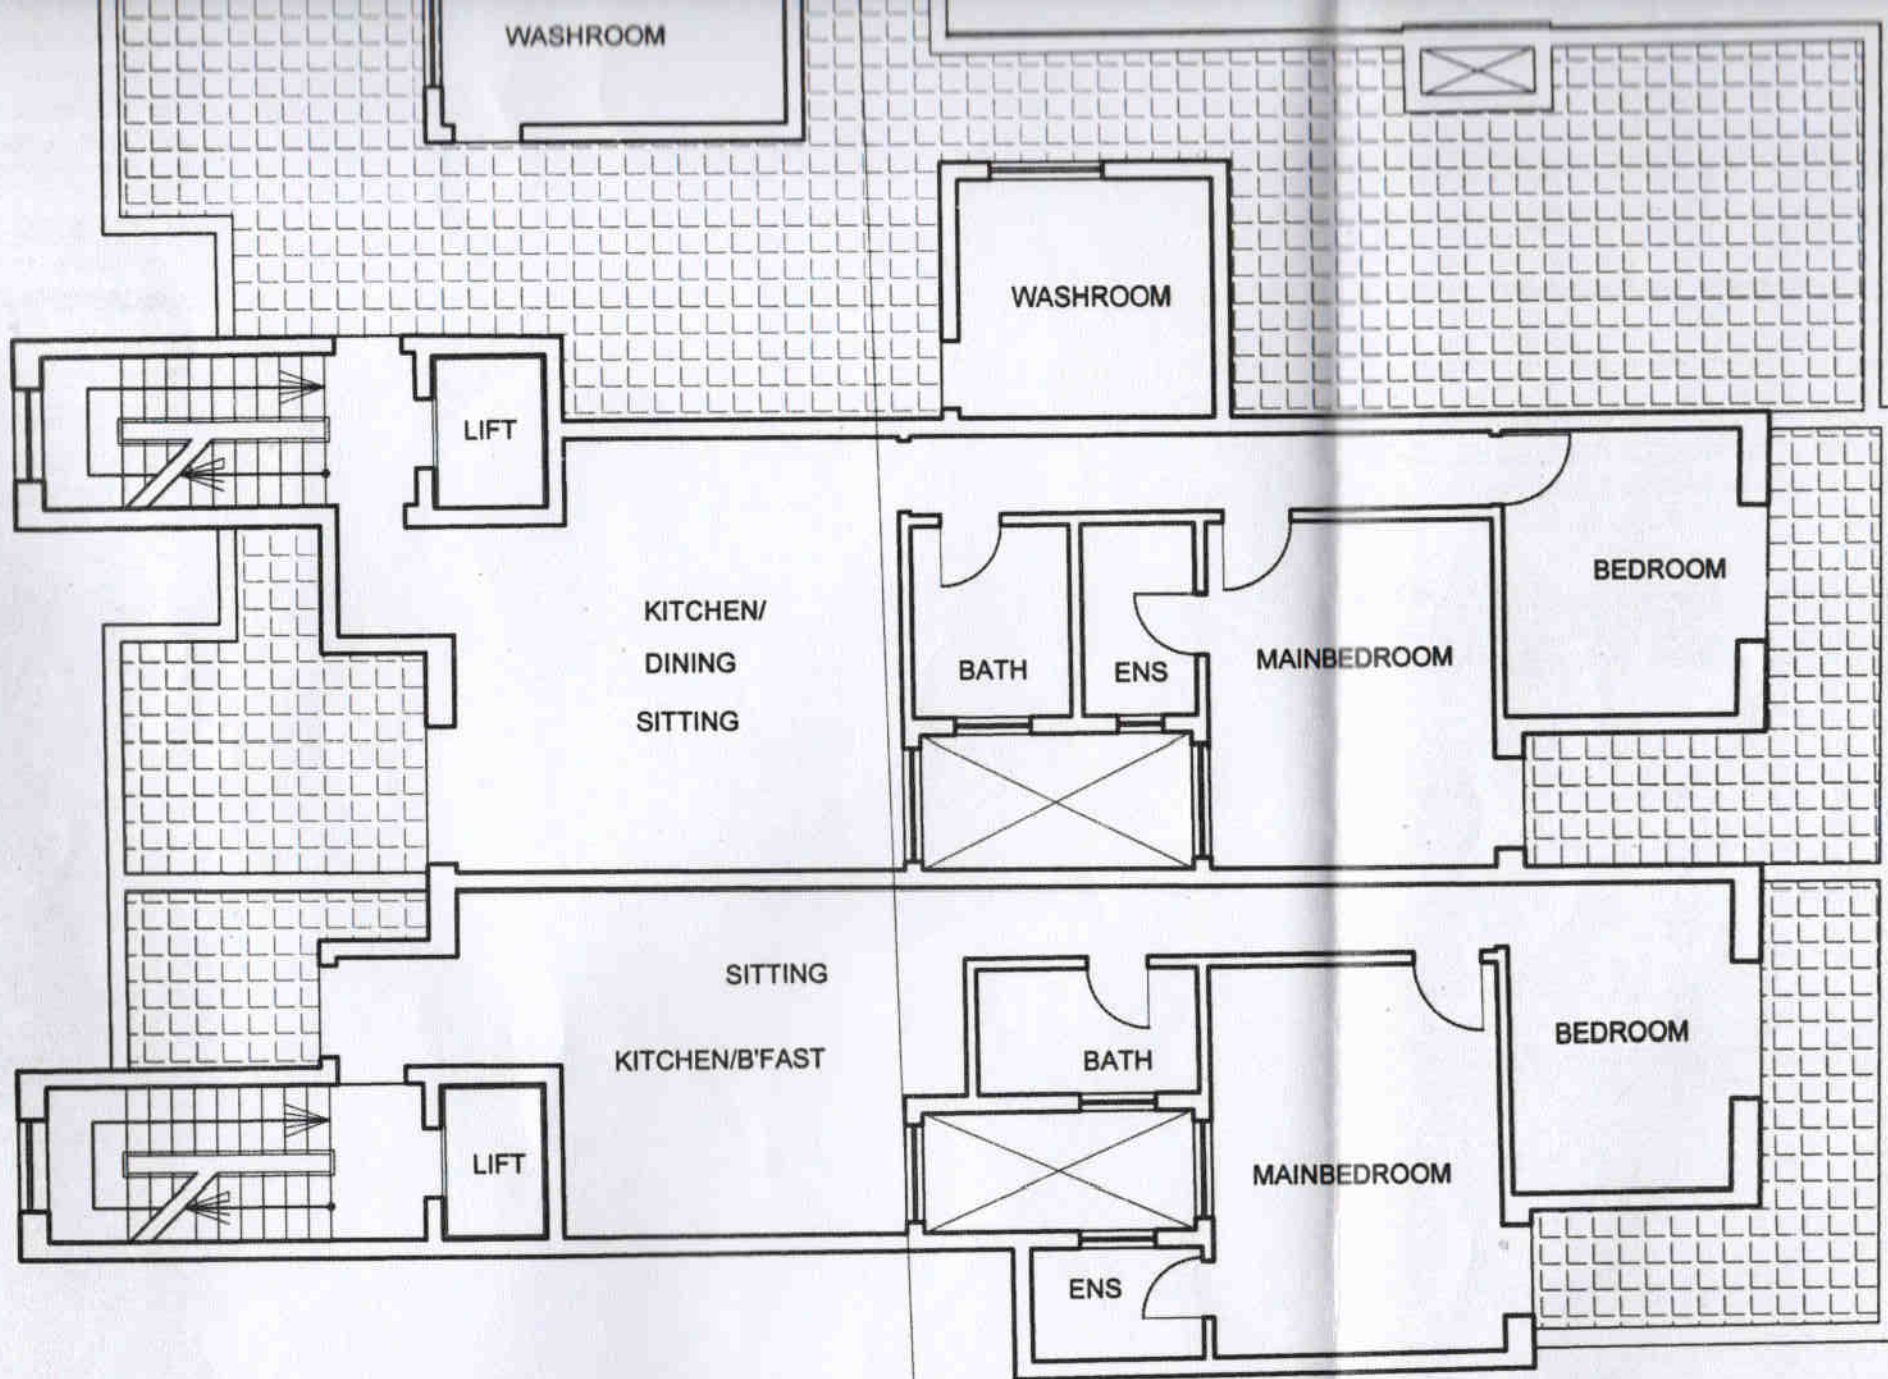 WASHROOM
WASHROOM
LIFT
KITCHEN/
DINING
SITTING
BATH
ENS
MAINBEDROOM
BEDROOM
SITTING
KITCHEN/B'FAST
BATH
BEDROOM
LIFT
MAINBEDROOM
ENS